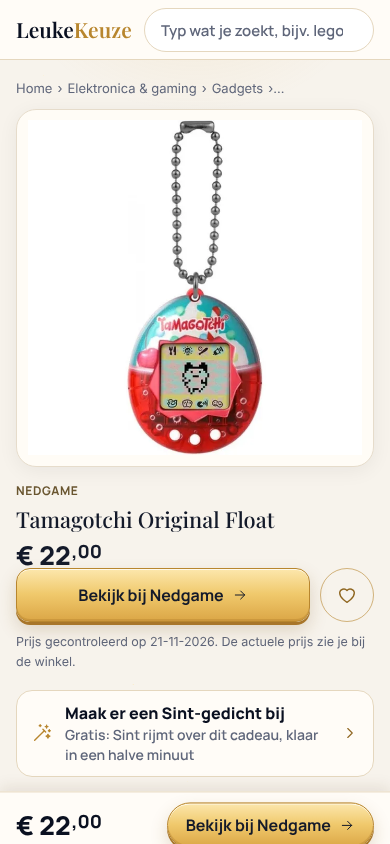 LeukeKeuze
Typ wat je zoekt, bijv. lego
Home › Elektronica & gaming › Gadgets ›...
TAMAGOTCHI
NEDGAME
Tamagotchi Original Float
€ 22,00
Bekijk bij Nedgame →
Prijs gecontroleerd op 21-11-2026. De actuele prijs zie je bij
de winkel.
Maak er een Sint-gedicht bij
Gratis: Sint rijmt over dit cadeau, klaar
in een halve minuut
€ 22,00
Bekijk bij Nedgame →